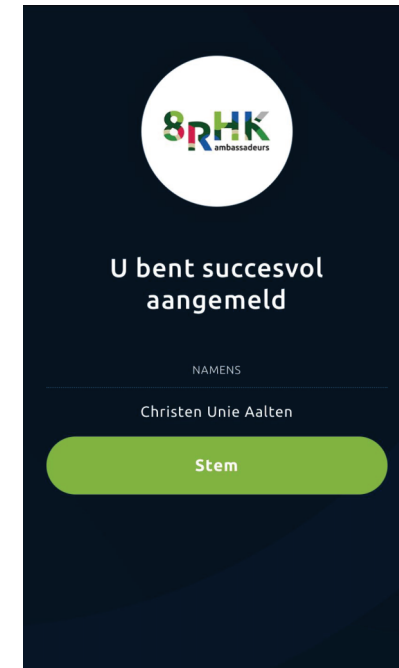 8RHK
ambassadeurs
U bent succesvol
aangemeld
NAMENS
Christen Unie Aalten
Stem